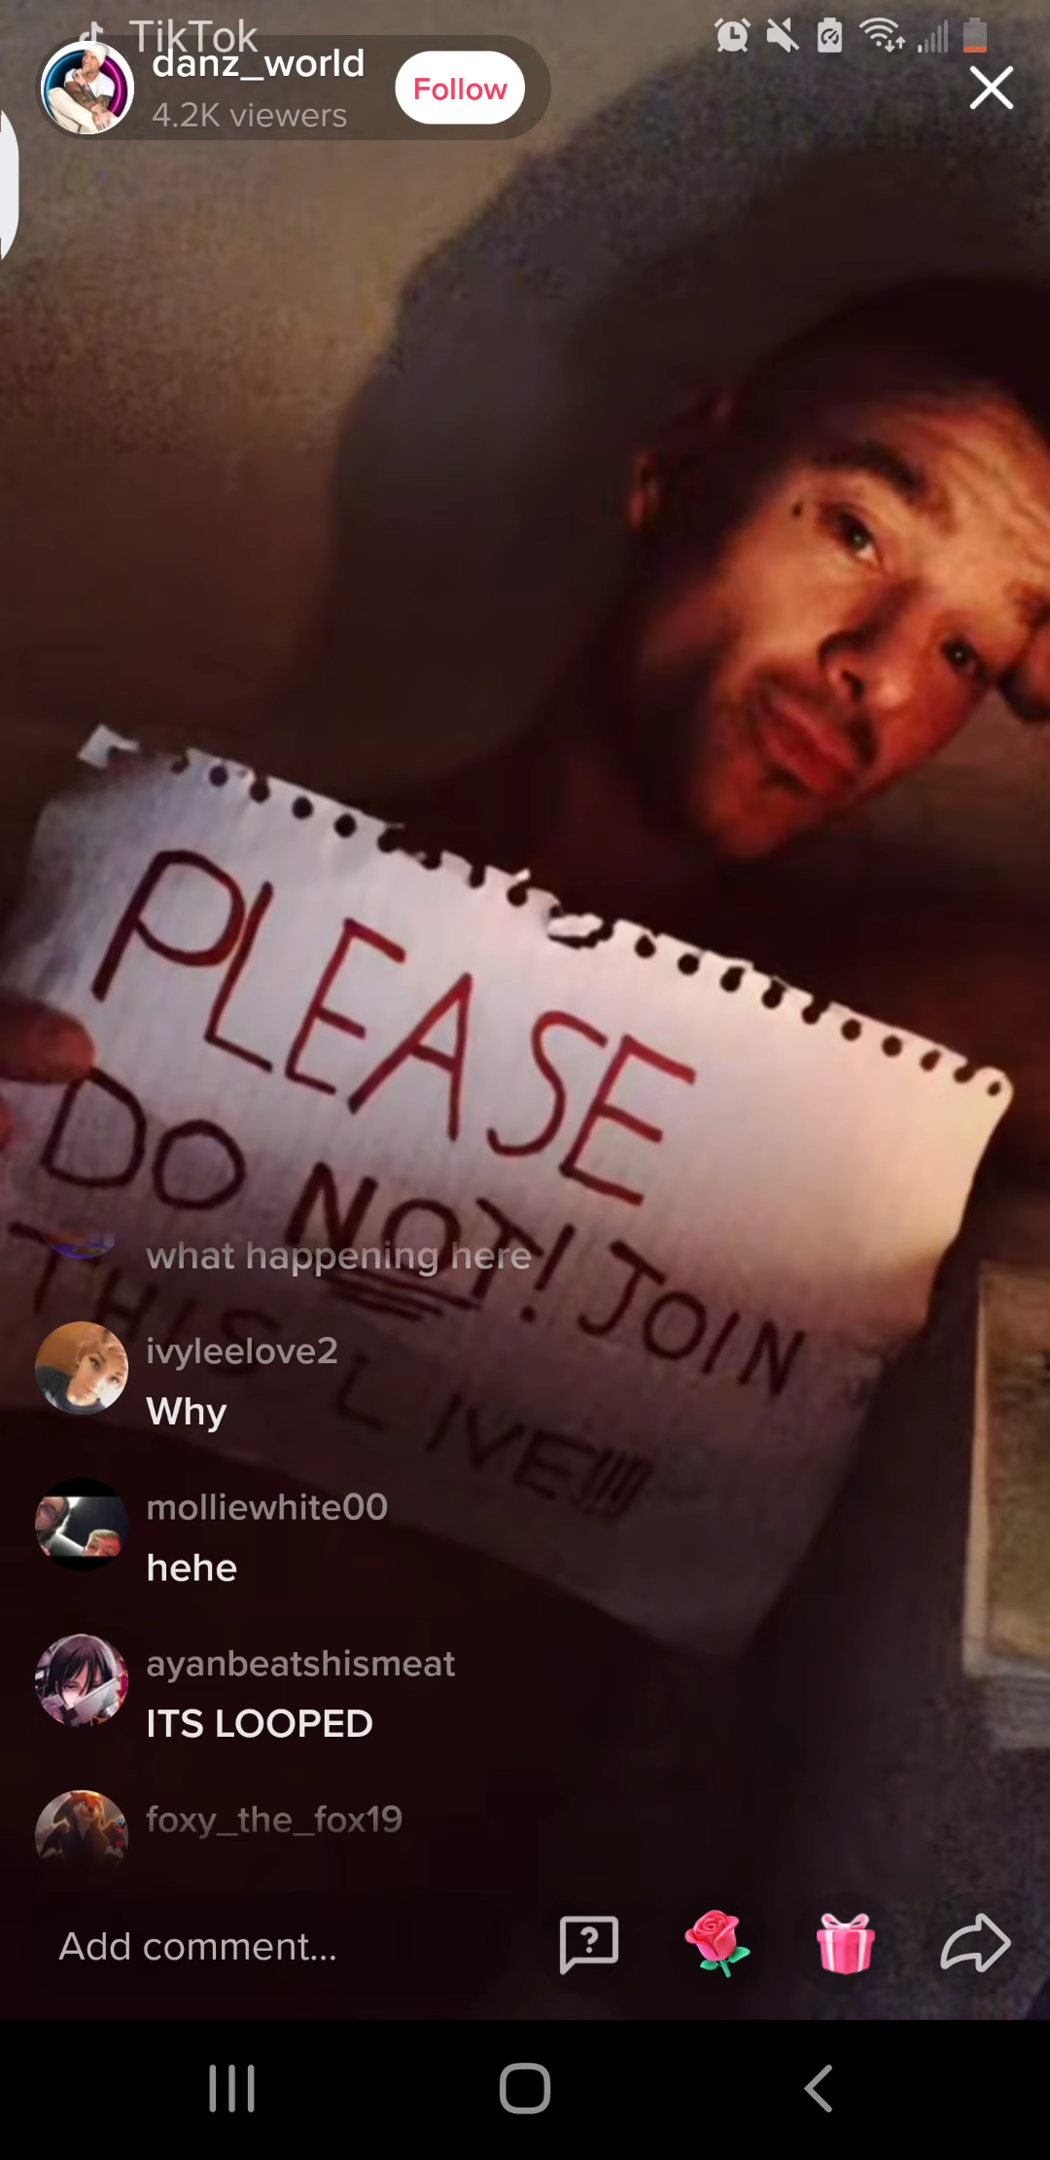 TikTok
danz_world
4.2K viewers
Follow
PLEASE
DO NOT! JOIN
THIS LIVE!!!!
what happening here
ivyleelove2
Why
molliewhite00
hehe
ayanbeatshismeat
ITS LOOPED
foxy_the_fox19
Add comment...
?